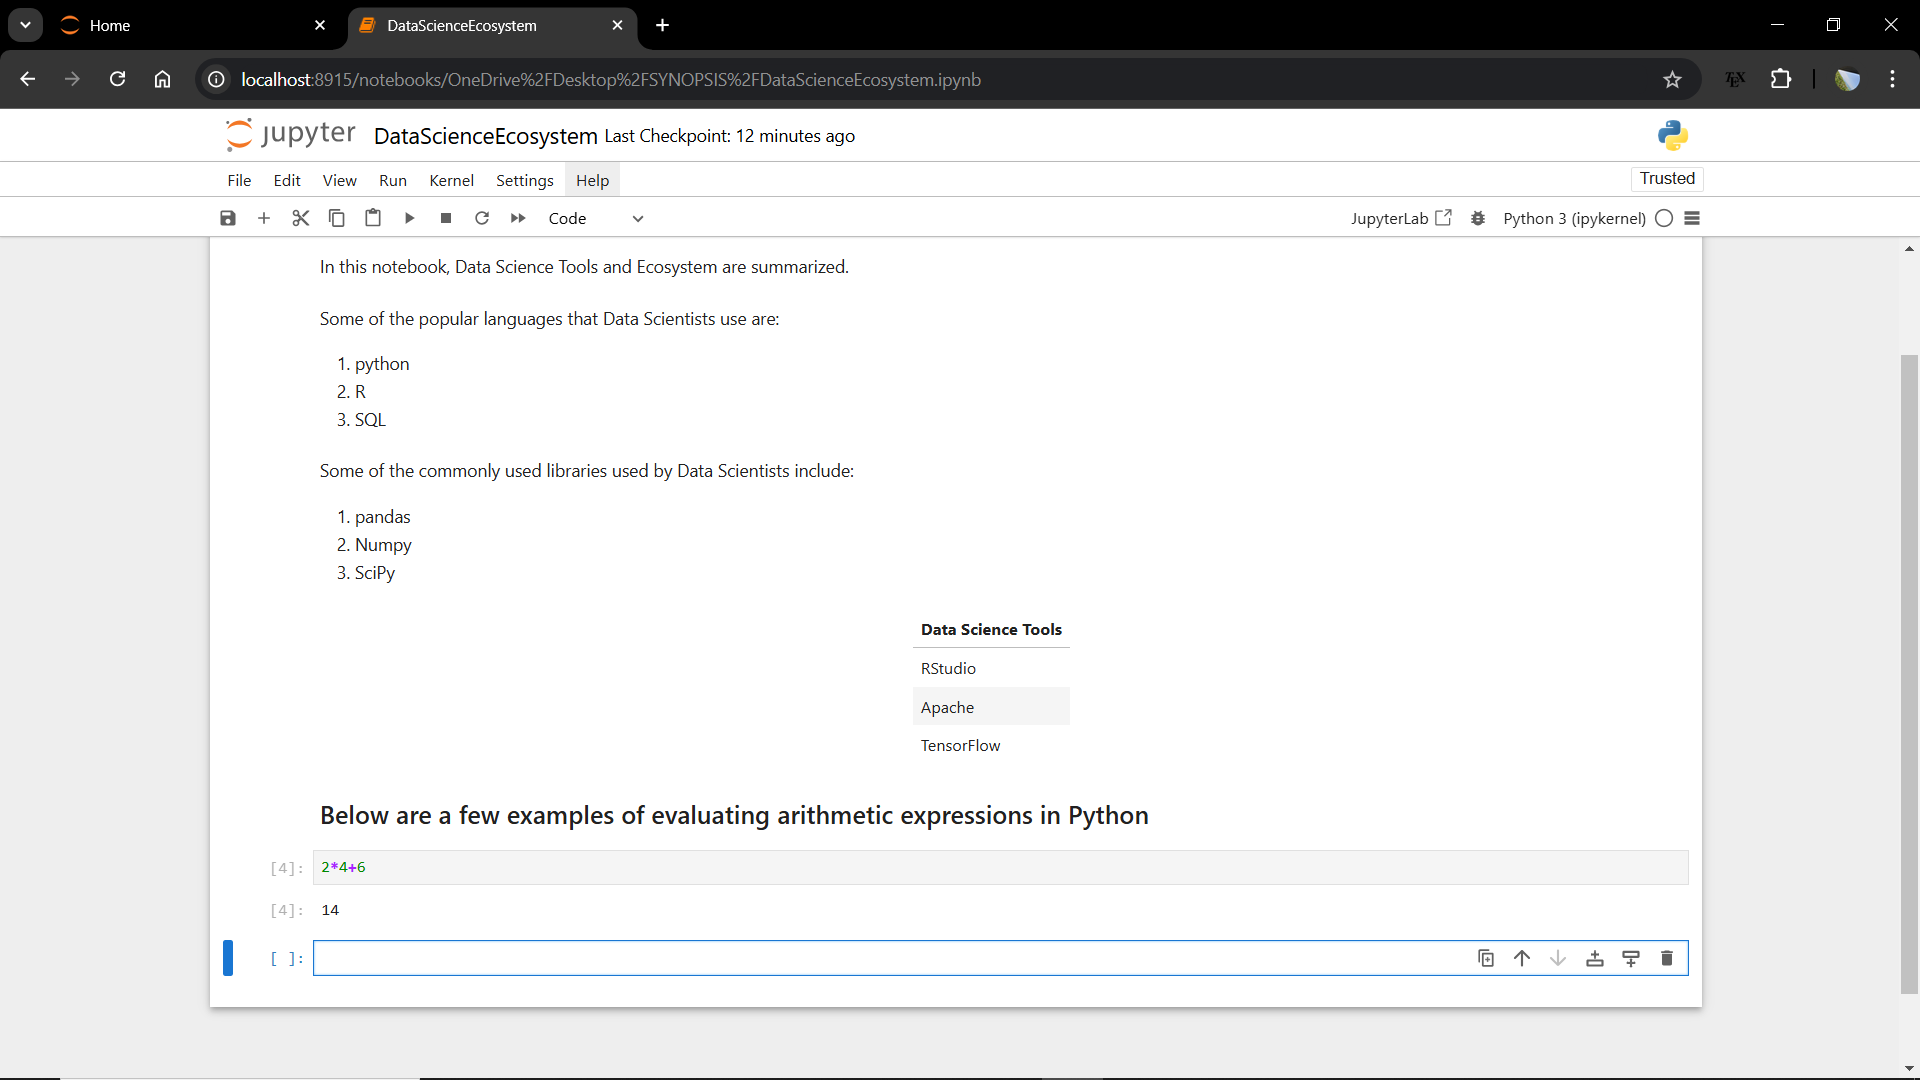 Home
DataScienceEcosystem
localhost:8915/notebooks/OneDrive%2FDesktop%2FSYNOPSIS%2FDataScienceEcosystem.ipynb
TEX
jupyter DataScienceEcosystem Last Checkpoint: 12 minutes ago
File Edit View Run Kernel Settings Help Trusted
Code JupyterLab Python 3 (ipykernel)
In this notebook, Data Science Tools and Ecosystem are summarized.
Some of the popular languages that Data Scientists use are:
1. python
2. R
3. SQL
Some of the commonly used libraries used by Data Scientists include:
1. pandas
2. Numpy
3. SciPy
Data Science Tools
RStudio
Apache
TensorFlow
Below are a few examples of evaluating arithmetic expressions in Python
[4]: 2*4+6
[4]: 14
[ ]: